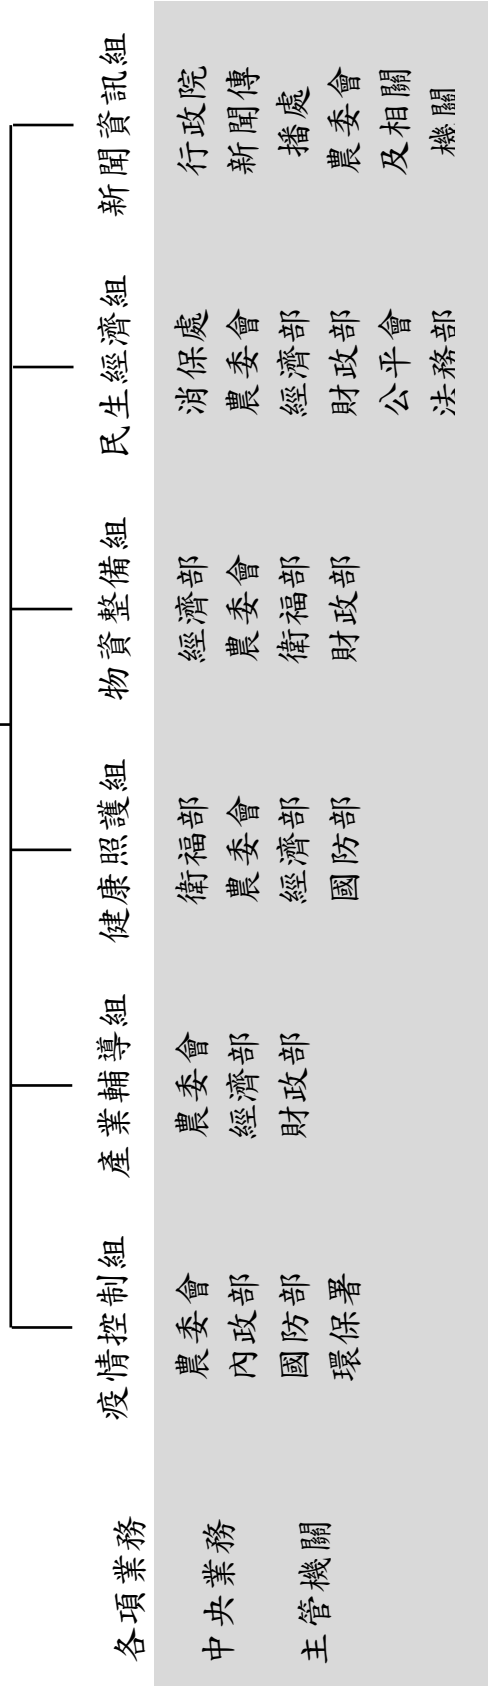 各項業務
疫情控制組
產業輔導組
健康照護組
物資整備組
民生經濟組
新聞資訊組
中央業務
主管機關
農委會
內政部
國防部
環保署
農委會
經濟部
財政部
衛福部
農委會
經濟部
國防部
經濟部
農委會
衛福部
財政部
消保處
農委會
經濟部
財政部
公平會
法務部
行政院
新聞傳
播處
農委會
及相關
機關